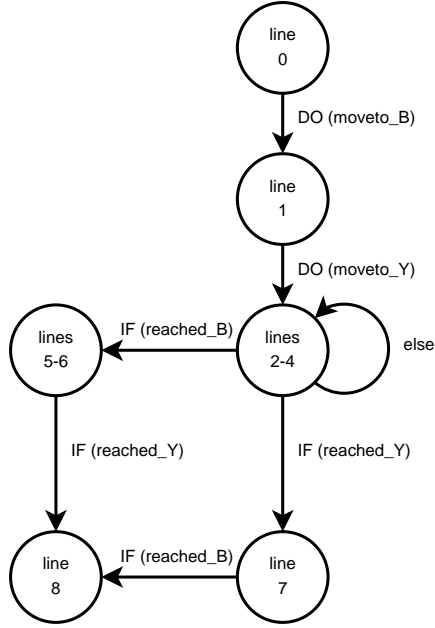 line
0
DO (moveto_B)
line
1
DO (moveto_Y)
lines
5-6
IF (reached_B)
lines
2-4
else
IF (reached_Y)
IF (reached_Y)
line
8
IF (reached_B)
line
7